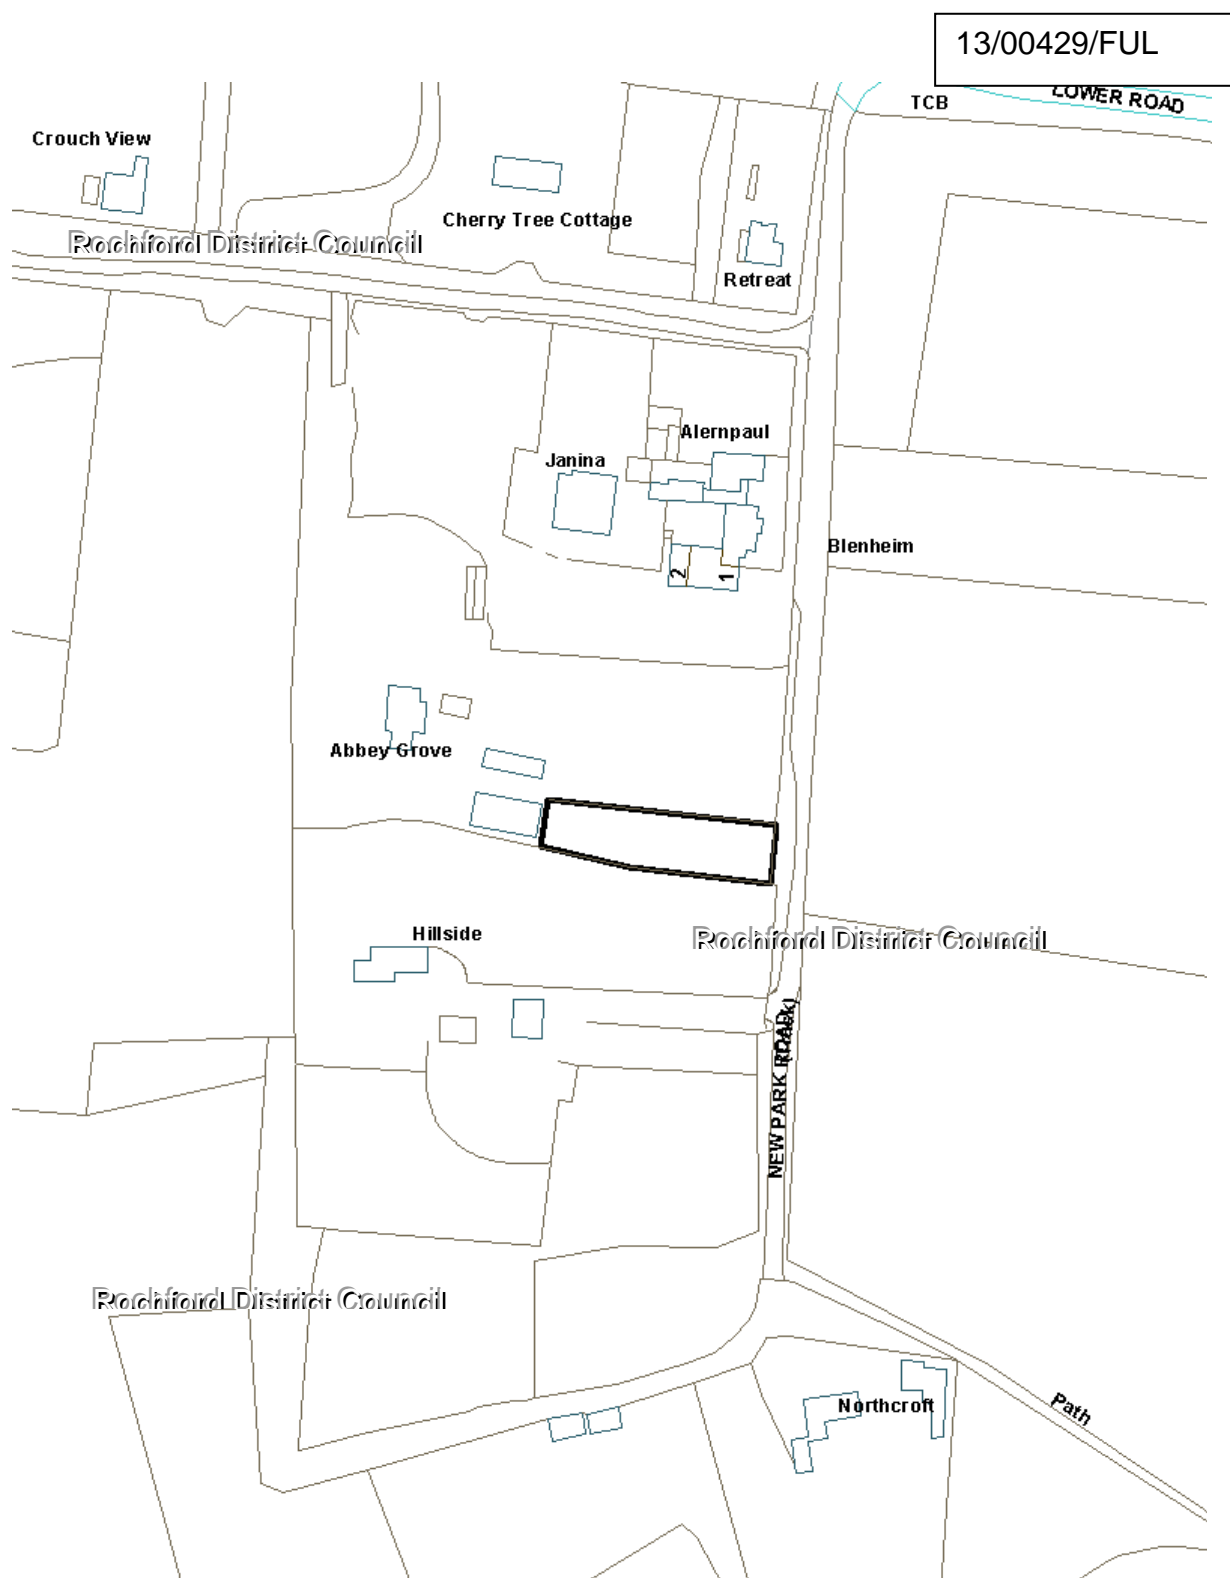 13/00429/FUL
LOWER ROAD
TCB
Crouch View
Cherry Tree Cottage
Rochford District Council
Retreat
Alernpaul
Janina
Blenheim
2
1
Abbey Grove
Hillside
Rochford District Council
NEW PARK ROAD
(Track)
Rochford District Council
Northcroft
Path